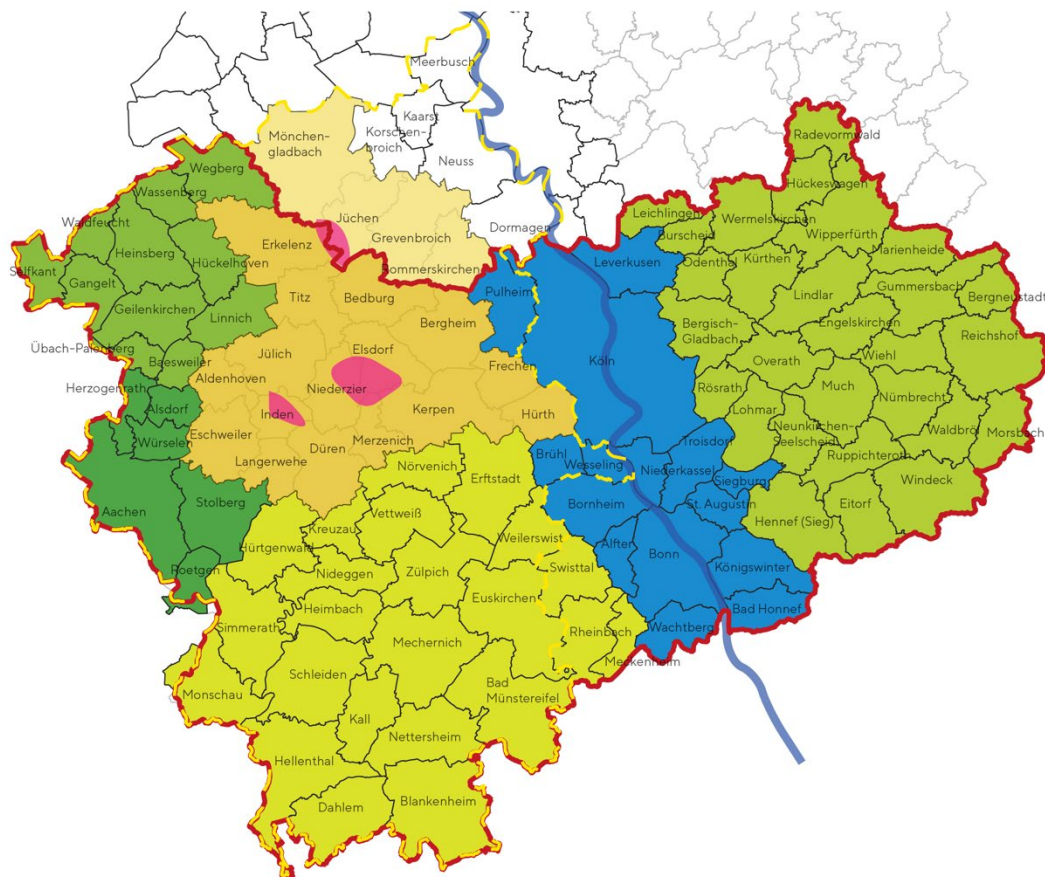 Meerbusch
Kaarst
Korschen-
broich
Mönchen-
gladbach
Neuss
Radevormwald
Wegberg
Wassenberg
Hückeswagen
Waldfeucht
Leichlingen
Wermelskirchen
Jüchen
Dormagen
Burscheid
Wipperfürth
Erkelenz
Grevenbroich
Marienheide
Heinsberg
Hückelhoven
Rommerskirchen
Leverkusen
Odenthal
Kürthen
Selfkant
Gangelt
Pulheim
Gummersbach
Titz
Bedburg
Lindlar
Bergneustadt
Geilenkirchen
Linnich
Bergheim
Bergisch-
Gladbach
Engelskirchen
Reichshof
Übach-Palenberg
Jülich
Elsdorf
Köln
Wiehl
Baesweiler
Frechen
Overath
Aldenhoven
Herzogenrath
Niederzier
Rösrath
Much
Nümbrecht
Alsdorf
Inden
Kerpen
Hürth
Lohmar
Eschweiler
Neunkirchen-
Seelscheid
Waldbröl
Morsbach
Würselen
Düren
Merzenich
Troisdorf
Langerwehe
Brühl
Wesseling
Ruppichteroth
Nörvenich
Erftstadt
Niederkassel
Siegburg
Windeck
Stolberg
Vettweiß
Bornheim
St. Augustin
Eitorf
Aachen
Kreuzau
Hennef (Sieg)
Hürtgenwald
Weilerswist
Alfter
Bonn
Roetgen
Nideggen
Zülpich
Swisttal
Königswinter
Heimbach
Euskirchen
Bad Honnef
Simmerath
Mechernich
Rheinbach
Wachtberg
Meckenheim
Schleiden
Monschau
Bad
Münstereifel
Kall
Nettersheim
Hellenthal
Dahlem
Blankenheim